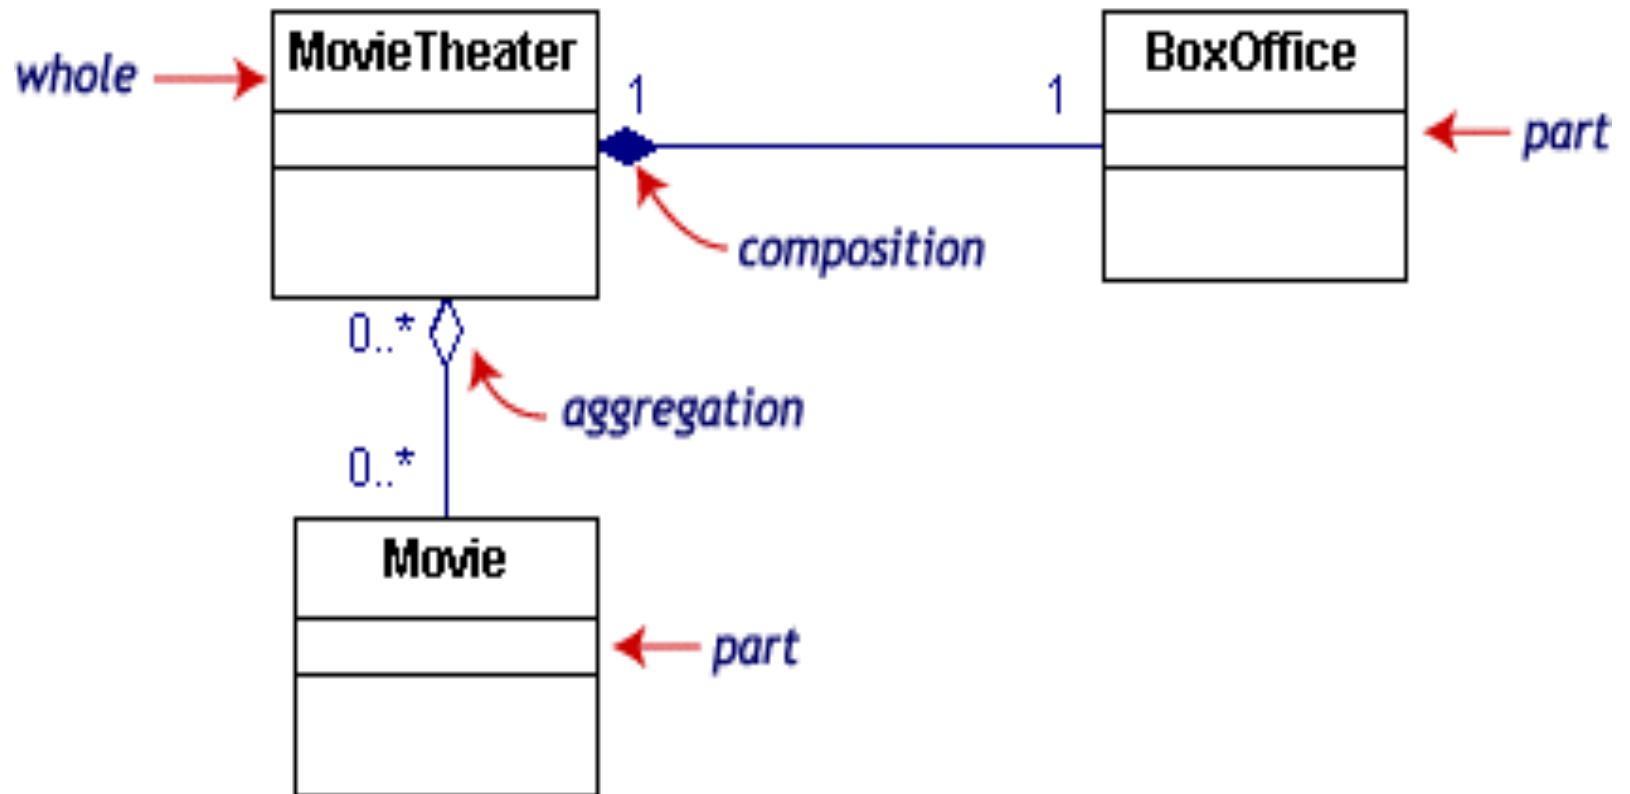 MovieTheater
BoxOffice
whole
1
1
part
composition
0..*
aggregation
0..*
Movie
part